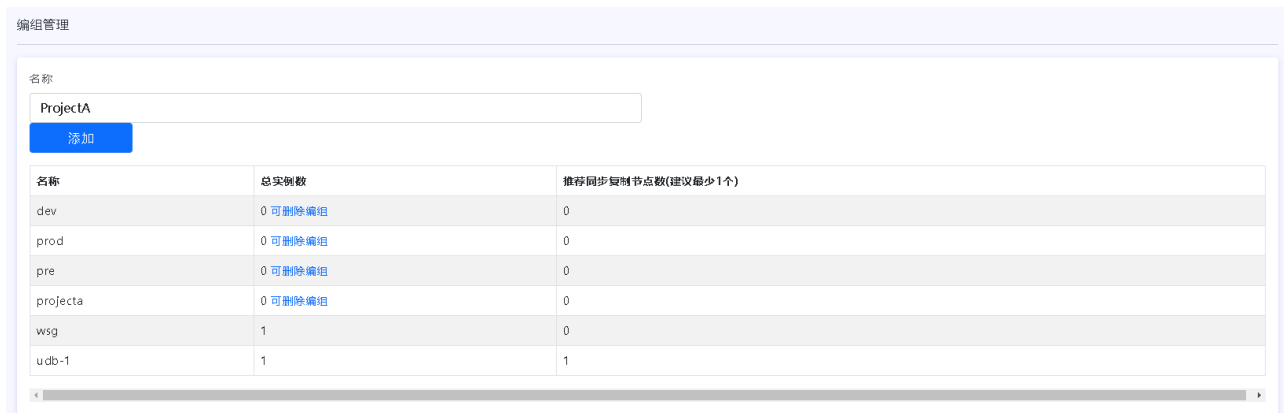 编组管理
名称
ProjectA
添加
名称 总实例数 推荐同步复制节点数(建议最少1个)
dev 0 可删除编组 0
prod 0 可删除编组 0
pre 0 可删除编组 0
projecta 0 可删除编组 0
wsg 1 0
udb-1 1 1